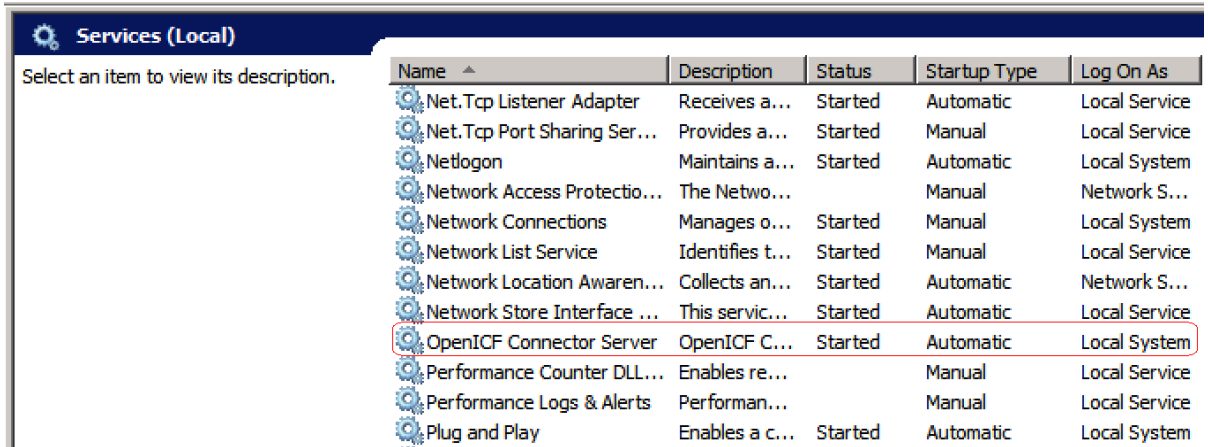 Services (Local)
Select an item to view its description.
Name Description Status Startup Type Log On As
Net.Tcp Listener Adapter Receives a... Started Automatic Local Service
Net.Tcp Port Sharing Ser... Provides a... Started Manual Local Service
Netlogon Maintains a... Started Automatic Local System
Network Access Protectio... The Netwo... Manual Network S...
Network Connections Manages o... Started Manual Local System
Network List Service Identifies t... Started Manual Local Service
Network Location Awaren... Collects an... Started Automatic Network S...
Network Store Interface ... This servic... Started Automatic Local Service
OpenICF Connector Server OpenICF C... Started Automatic Local System
Performance Counter DLL... Enables re... Manual Local Service
Performance Logs & Alerts Performan... Manual Local Service
Plug and Play Enables a c... Started Automatic Local System